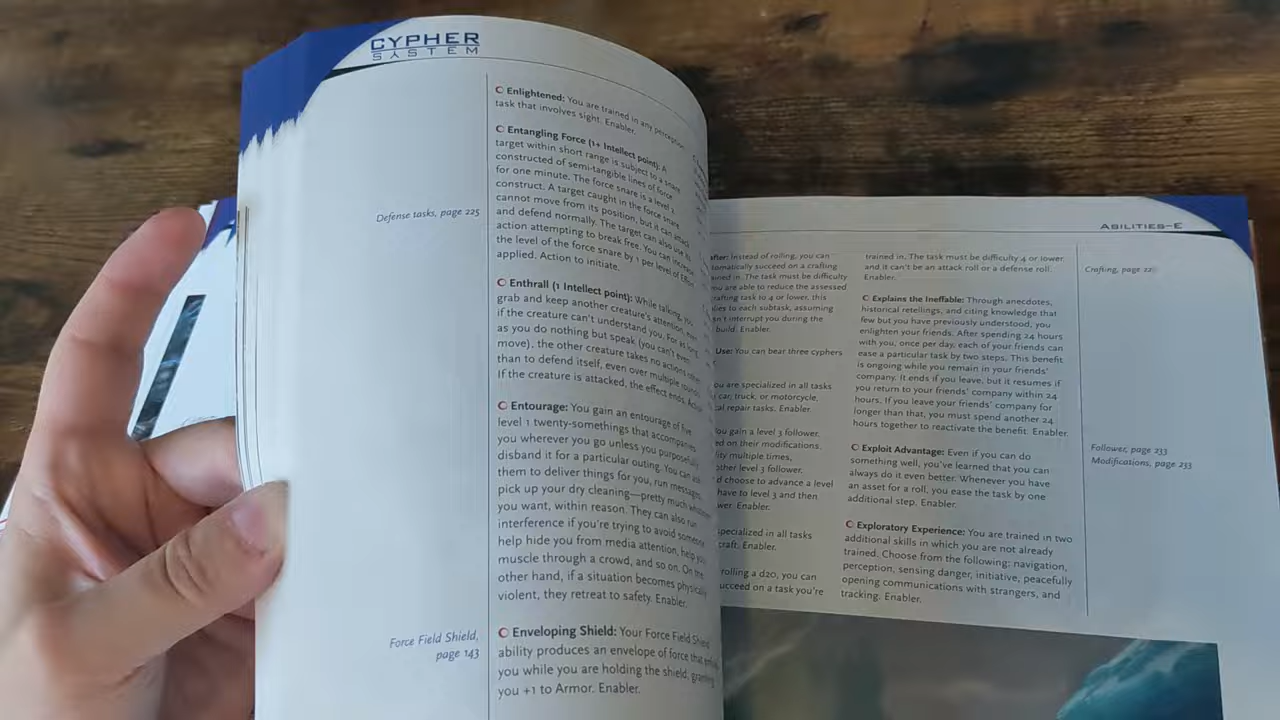 CYPHER
SYSTEM
Enlightened: You are trained in any perception
task that involves sight. Enabler.
Entangling Force (1+ Intellect point): A
target within short range is subject to a snare
constructed of semi-tangible lines of force
for one minute. The force snare is a level 2
construct. A target caught in the force snare
cannot move from its position, but it can attack
and defend normally. The target can also use its
action attempting to break free. You can increase
the level of the force snare by 1 per level of Effort
applied. Action to initiate.
Defense tasks, page 225
Enthrall (1 Intellect point): While talking, you
grab and keep another creature's attention, even
if the creature can't understand you. For as long
as you do nothing but speak (you can't even
move), the other creature takes no actions other
than to defend itself, even over multiple rounds.
If the creature is attacked, the effect ends. Action
Entourage: You gain an entourage of five
level 1 twenty-somethings that accompanies
you wherever you go unless you purposefully
disband it for a particular outing. You can ask
them to deliver things for you, run messages,
pick up your dry cleaning—pretty much whatever
you want, within reason. They can also run
interference if you're trying to avoid someone,
help hide you from media attention, help you
muscle through a crowd, and so on. On the
other hand, if a situation becomes physically
violent, they retreat to safety. Enabler.
Enveloping Shield: Your Force Field Shield
ability produces an envelope of force that
you while you are holding the shield, granting
you +1 to Armor. Enabler.
Force Field Shield,
page 143
ABILITIES–E
after: Instead of rolling, you can
automatically succeed on a crafting
in. The task must be difficulty
you are able to reduce the assessed
crafting task to 4 or lower, this
to each subtask, assuming
interrupt you during the
build. Enabler.
Use: You can bear three cyphers
you are specialized in all tasks
car, truck, or motorcycle,
repair tasks. Enabler.
You gain a level 3 follower,
on their modifications.
multiple times,
other level 3 follower,
choose to advance a level
have to level 3 and then
Enabler.
specialized in all tasks
craft. Enabler.
rolling a d20, you can
succeed on a task you're
trained in. The task must be difficulty 4 or lower,
and it can't be an attack roll or a defense roll.
Enabler.
Explains the Ineffable: Through anecdotes,
historical retellings, and citing knowledge that
few but you have previously understood, you
enlighten your friends. After spending 24 hours
with you, once per day, each of your friends can
ease a particular task by two steps. This benefit
is ongoing while you remain in your friends'
company. It ends if you leave, but it resumes if
you return to your friends' company within 24
hours. If you leave your friends' company for
longer than that, you must spend another 24
hours together to reactivate the benefit. Enabler.
Exploit Advantage: Even if you can do
something well, you've learned that you can
always do it even better. Whenever you have
an asset for a roll, you ease the task by one
additional step. Enabler.
Exploratory Experience: You are trained in two
additional skills in which you are not already
trained. Choose from the following: navigation,
perception, sensing danger, initiative, peacefully
opening communications with strangers, and
tracking. Enabler.
Crafting, page
Follower, page 233
Modifications, page 233